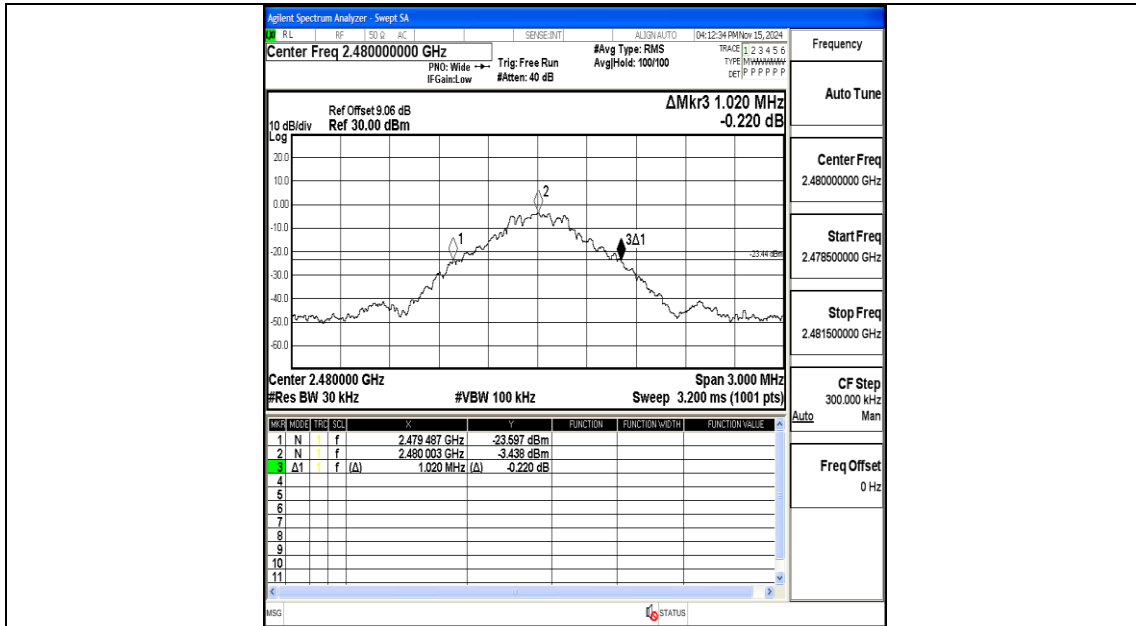 Agilent Spectrum Analyzer - Swept SA
RL RF 50 Ω AC SENSE:INT ALIGN AUTO 04:12:34 PM Nov 15, 2024
Center Freq 2.480000000 GHz
PNO: Wide
IFGain:Low
Trig: Free Run
#Atten: 40 dB
#Avg Type: RMS
Avg|Hold: 100/100
TRACE 1 2 3 4 5 6
TYPE MWWWWW
DET P P P P P P
ΔMkr3 1.020 MHz
-0.220 dB
Ref Offset 9.06 dB
10 dB/div Ref 30.00 dBm
Log
20.0
10.0
0.00
-10.0
-20.0
-30.0
-40.0
-50.0
-60.0
1
2
3Δ1
-23.44 dBm
Center 2.480000 GHz Span 3.000 MHz
#Res BW 30 kHz #VBW 100 kHz Sweep 3.200 ms (1001 pts)
MKR MODE TRC SCL X Y FUNCTION FUNCTION WIDTH FUNCTION VALUE
1 N 1 f 2.479 487 GHz -23.597 dBm
2 N 1 f 2.480 003 GHz -3.438 dBm
3 Δ1 1 f (Δ) 1.020 MHz (Δ) -0.220 dB
4
5
6
7
8
9
10
11
MSG STATUS
Frequency
Auto Tune
Center Freq
2.480000000 GHz
Start Freq
2.478500000 GHz
Stop Freq
2.481500000 GHz
CF Step
300.000 kHz
Auto Man
Freq Offset
0 Hz